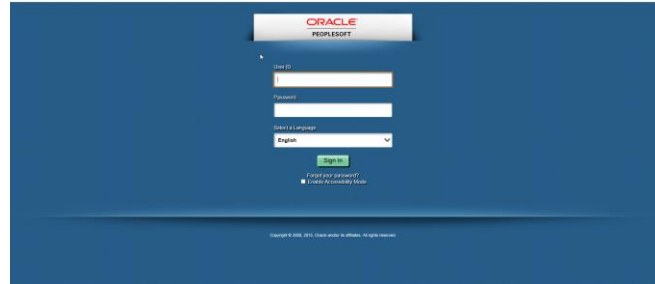 ORACLE
PEOPLESOFT
User ID
Password
Select a Language
English
Sign In
Forgot your password?
Enable Accessibility Mode
Copyright © 2000, 2015, Oracle and/or its affiliates. All rights reserved.